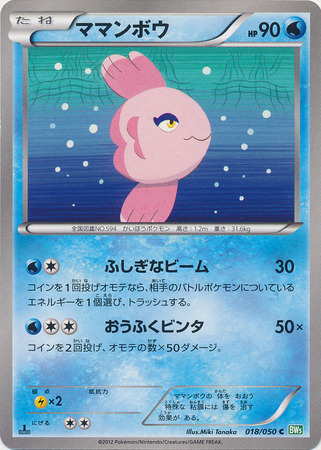 たね
ママンボウ
HP90
全国図鑑NO.594 かいほうポケモン 高さ:1.2m 重さ:31.6kg
ふしぎなビーム 30
コインを1回投げオモテなら、相手のバトルポケモンについている
エネルギーを1個選び、トラッシュする。
おうふくビンタ 50×
コインを2回投げ、オモテの数×50ダメージ。
弱点 抵抗力
×2
にげる
ママンボウの 体を おおう
特殊な 粘膜には 傷を 治す
効果が ある。
Illus.Miki Tanaka 018/050 C BW5
©2012 Pokémon/Nintendo/Creatures/GAME FREAK.